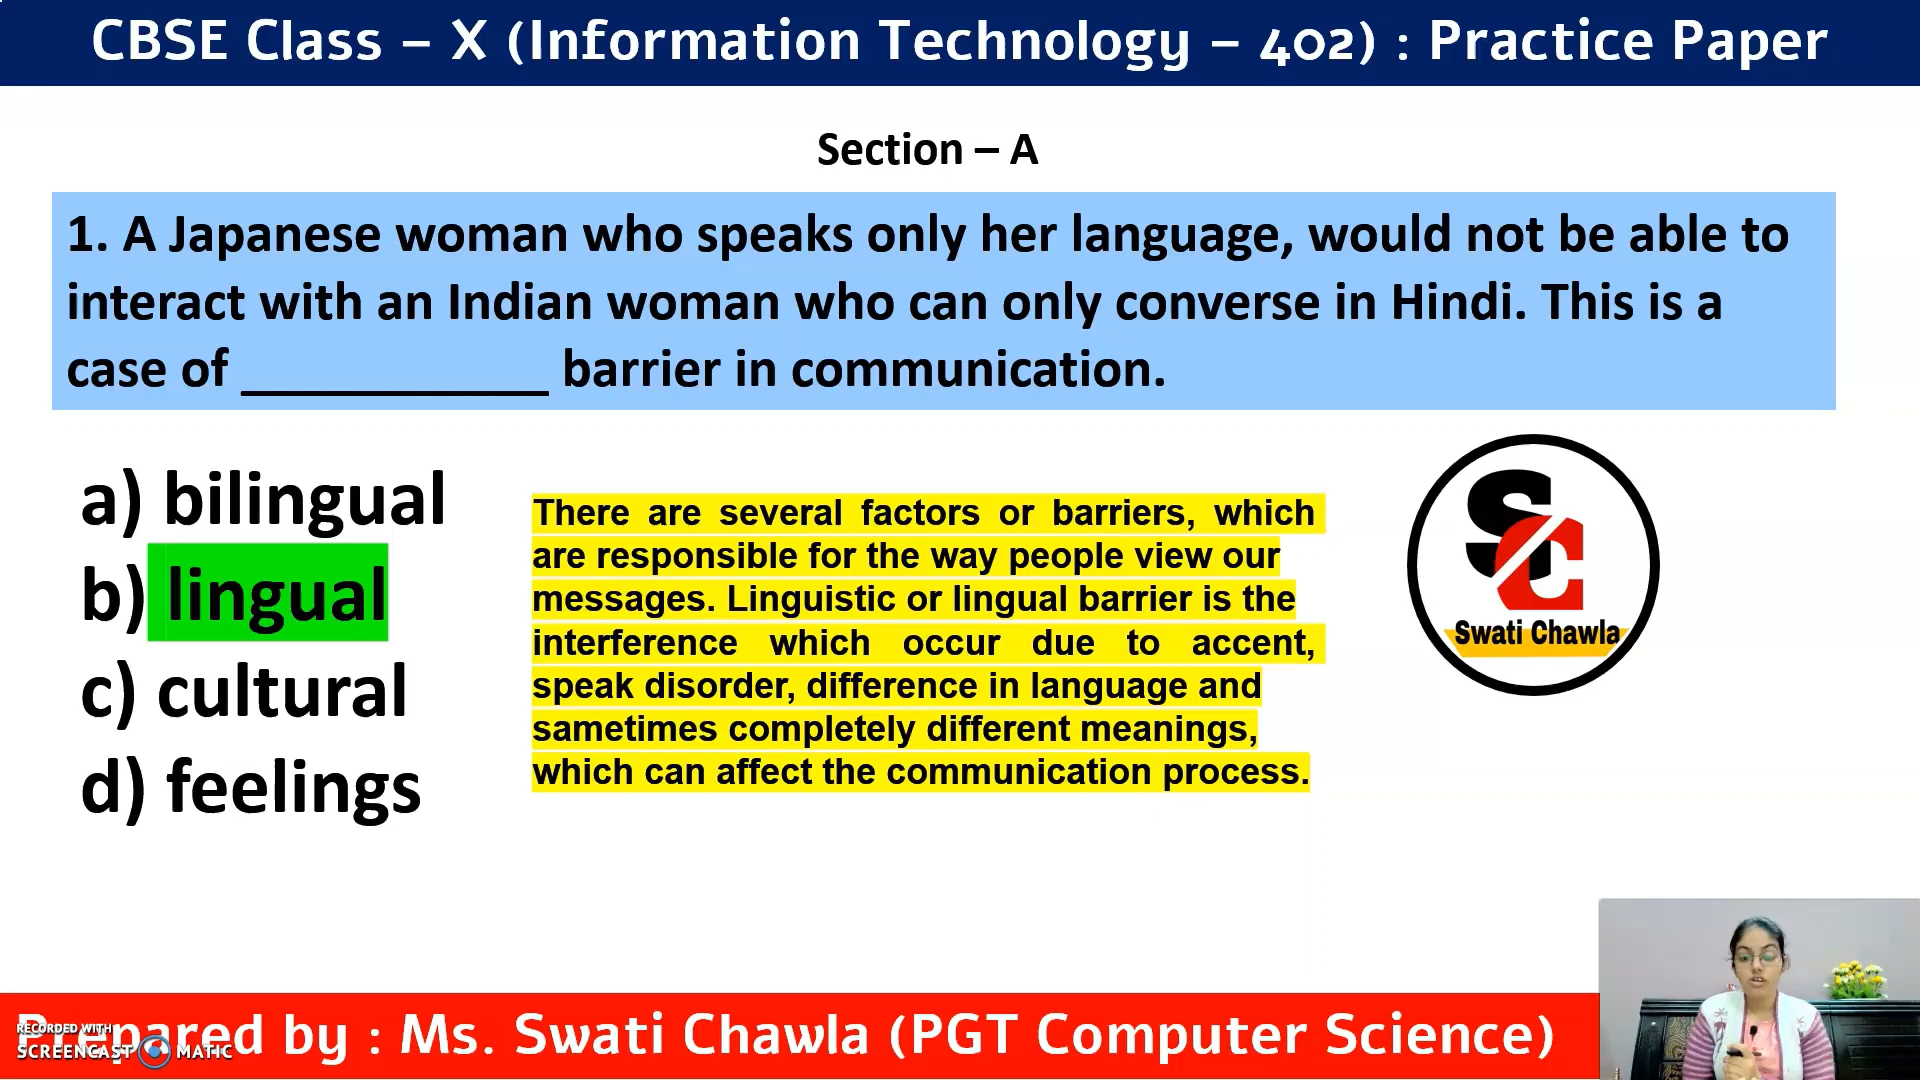 CBSE Class – X (Information Technology – 402) : Practice Paper
Section – A
1. A Japanese woman who speaks only her language, would not be able to
interact with an Indian woman who can only converse in Hindi. This is a
case of ____________ barrier in communication.
a) bilingual
b) lingual
c) cultural
d) feelings
There are several factors or barriers, which
are responsible for the way people view our
messages. Linguistic or lingual barrier is the
interference which occur due to accent,
speak disorder, difference in language and
sametimes completely different meanings,
which can affect the communication process.
SC
Swati Chawla
Prepared by : Ms. Swati Chawla (PGT Computer Science)
RECORDED WITH
SCREENCAST MATIC